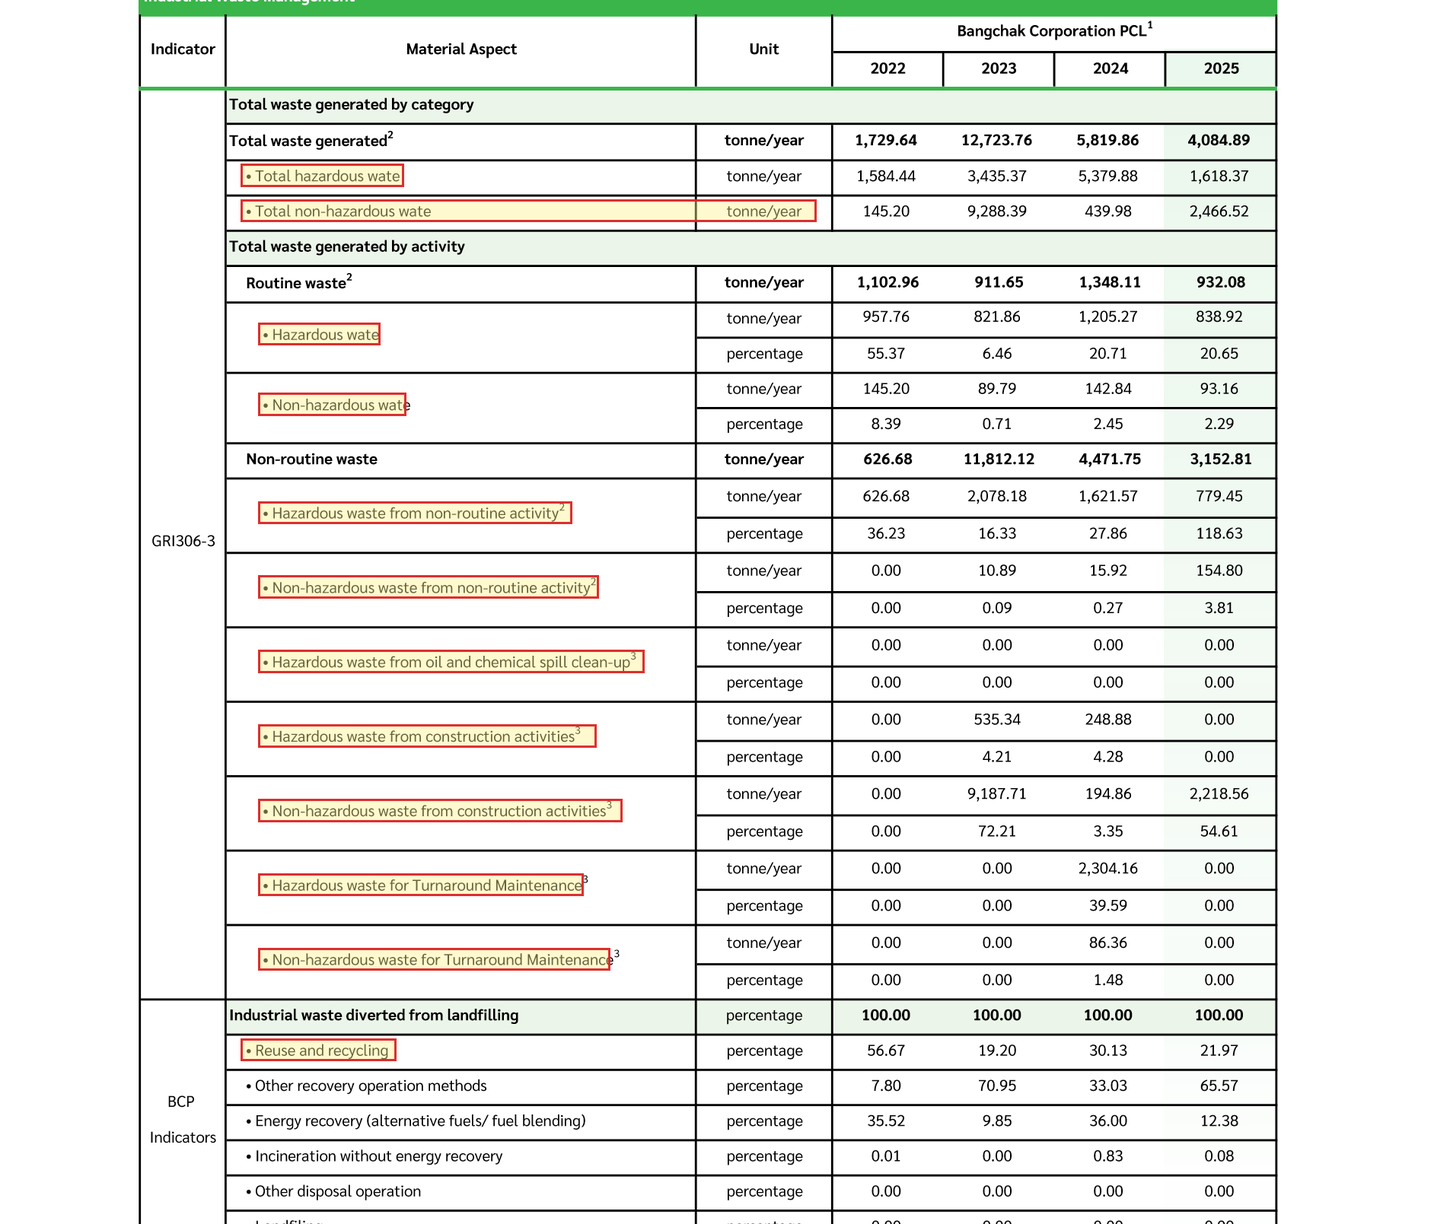 Industrial Waste Management
Indicator Material Aspect Unit Bangchak Corporation PCL1
2022 2023 2024 2025
Total waste generated by category
Total waste generated2 tonne/year 1,729.64 12,723.76 5,819.86 4,084.89
• Total hazardous wate tonne/year 1,584.44 3,435.37 5,379.88 1,618.37
• Total non-hazardous wate tonne/year 145.20 9,288.39 439.98 2,466.52
Total waste generated by activity
Routine waste2 tonne/year 1,102.96 911.65 1,348.11 932.08
• Hazardous wate tonne/year 957.76 821.86 1,205.27 838.92
percentage 55.37 6.46 20.71 20.65
• Non-hazardous wate tonne/year 145.20 89.79 142.84 93.16
percentage 8.39 0.71 2.45 2.29
Non-routine waste tonne/year 626.68 11,812.12 4,471.75 3,152.81
GRI306-3
• Hazardous waste from non-routine activity2 tonne/year 626.68 2,078.18 1,621.57 779.45
percentage 36.23 16.33 27.86 118.63
• Non-hazardous waste from non-routine activity2 tonne/year 0.00 10.89 15.92 154.80
percentage 0.00 0.09 0.27 3.81
• Hazardous waste from oil and chemical spill clean-up3 tonne/year 0.00 0.00 0.00 0.00
percentage 0.00 0.00 0.00 0.00
• Hazardous waste from construction activities3 tonne/year 0.00 535.34 248.88 0.00
percentage 0.00 4.21 4.28 0.00
• Non-hazardous waste from construction activities3 tonne/year 0.00 9,187.71 194.86 2,218.56
percentage 0.00 72.21 3.35 54.61
• Hazardous waste for Turnaround Maintenance3 tonne/year 0.00 0.00 2,304.16 0.00
percentage 0.00 0.00 39.59 0.00
• Non-hazardous waste for Turnaround Maintenance3 tonne/year 0.00 0.00 86.36 0.00
percentage 0.00 0.00 1.48 0.00
Industrial waste diverted from landfilling percentage 100.00 100.00 100.00 100.00
• Reuse and recycling percentage 56.67 19.20 30.13 21.97
• Other recovery operation methods percentage 7.80 70.95 33.03 65.57
BCP
Indicators
• Energy recovery (alternative fuels/ fuel blending) percentage 35.52 9.85 36.00 12.38
• Incineration without energy recovery percentage 0.01 0.00 0.83 0.08
• Other disposal operation percentage 0.00 0.00 0.00 0.00